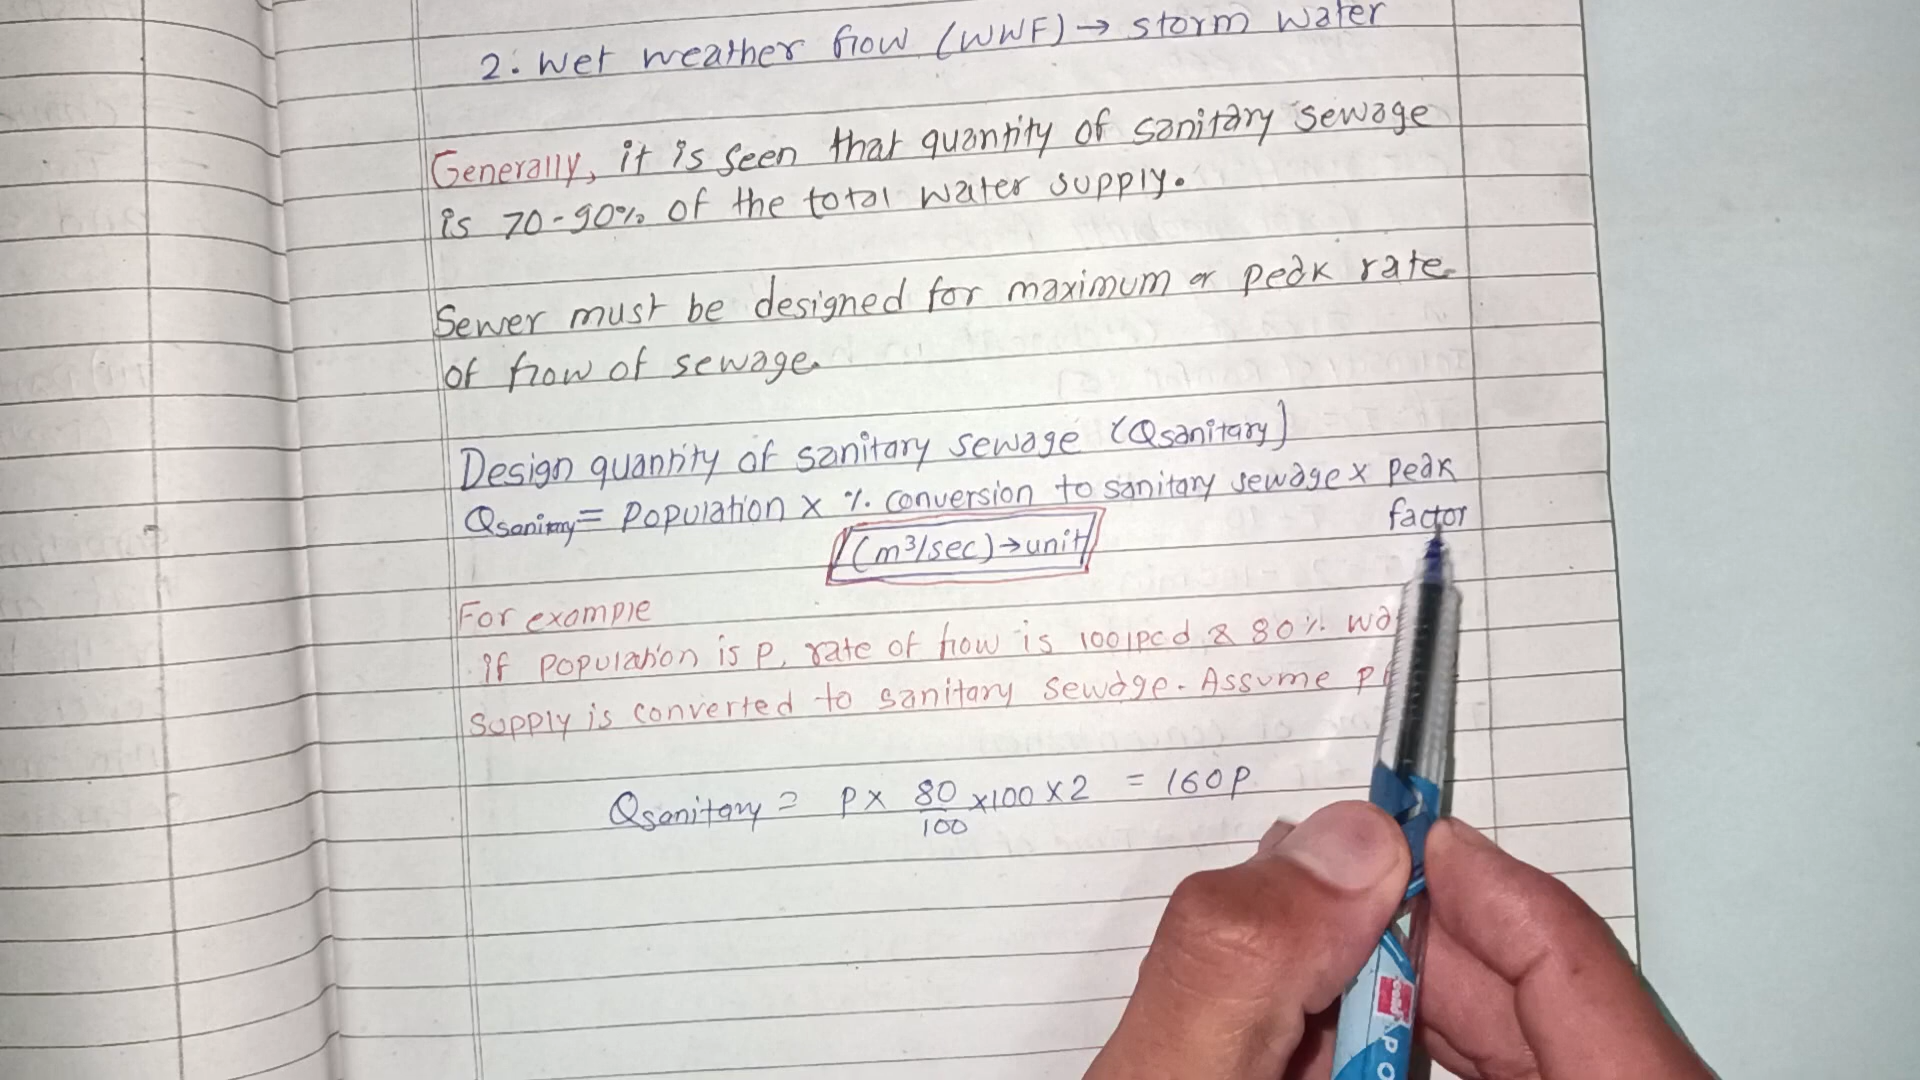 2. Wet weather flow (WWF) → storm water
Generally, it is seen that quantity of sanitary sewage
is 70-90% of the total water supply.
Sewer must be designed for maximum or peak rate
of flow of sewage.
Design quantity of sanitary sewage (Qsanitary)
Qsanitary = Population x % conversion to sanitary sewage x peak
factor
(m³/sec) → unit
For example
If population is P, rate of flow is 100lpcd & 80%
supply is converted to sanitary sewage. Assume
Qsanitary = P x 80/100 x 100 x 2 = 160P